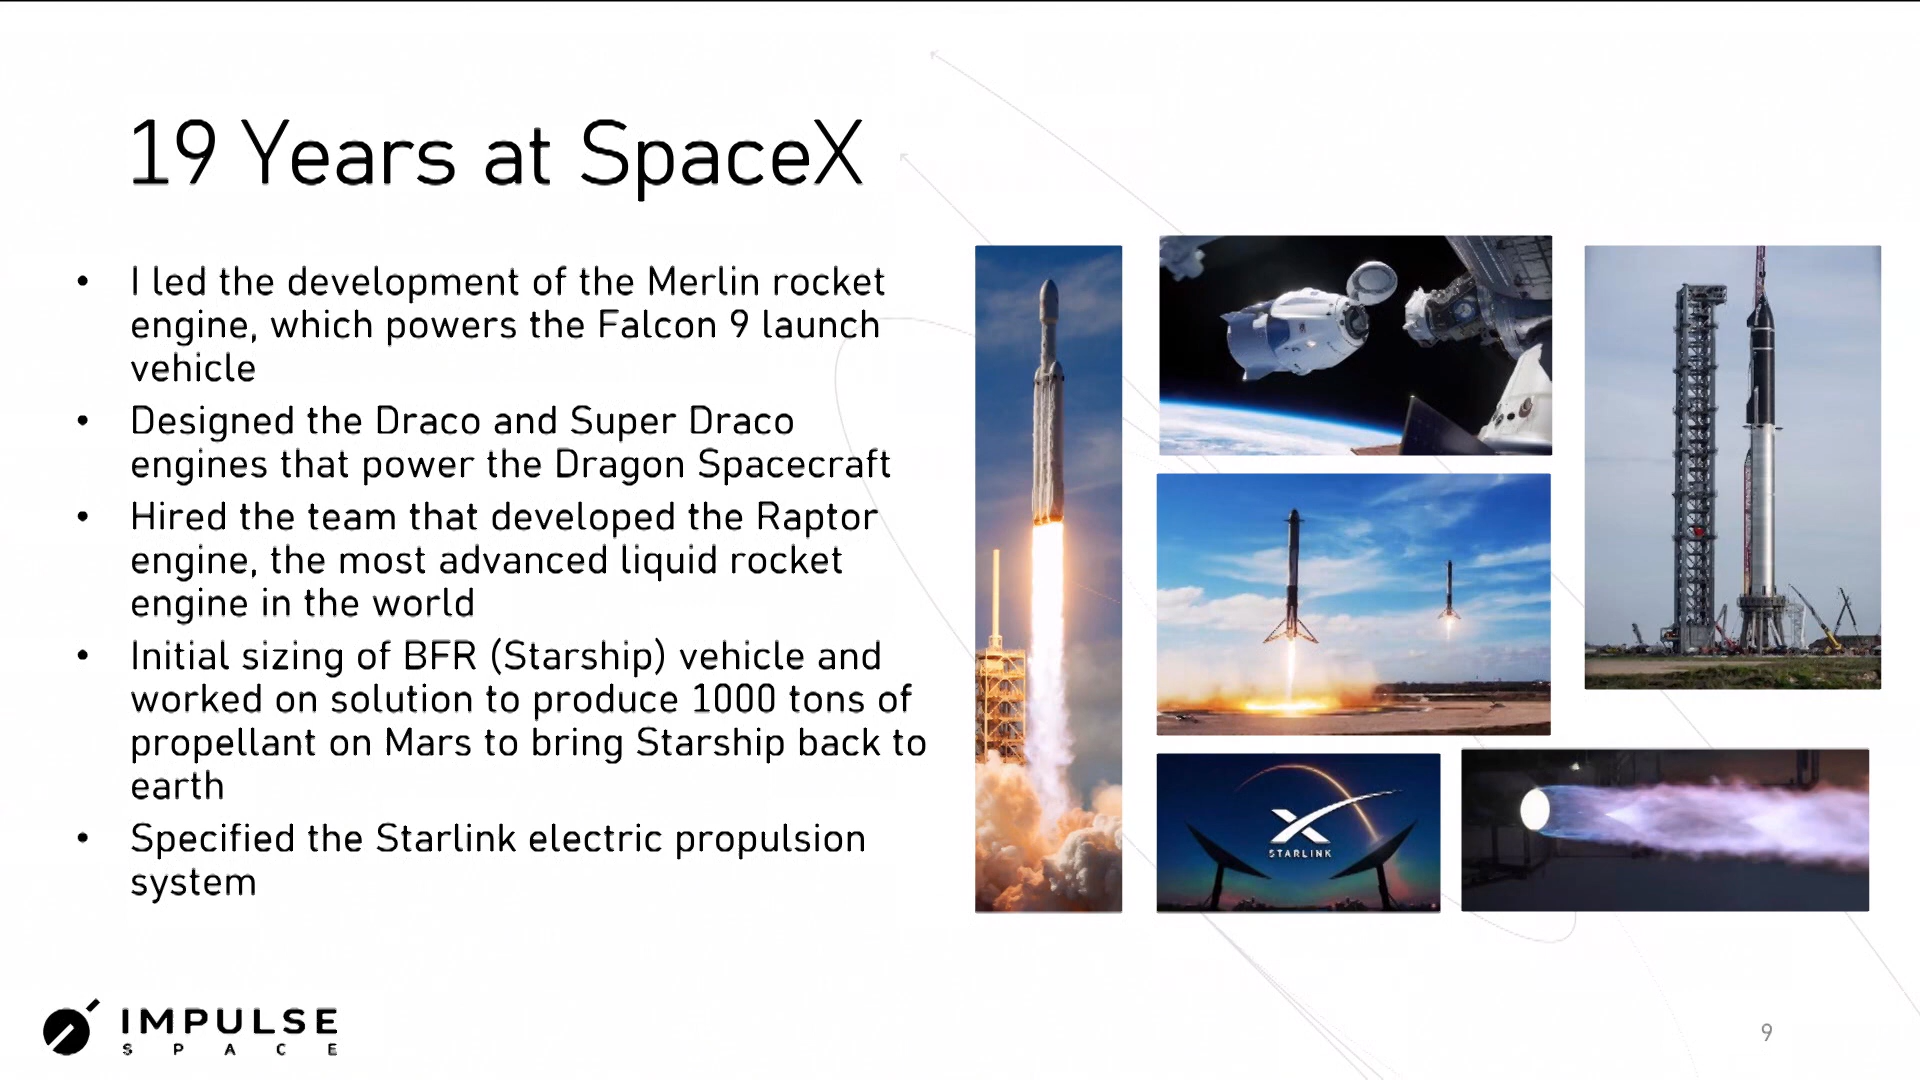 19 Years at SpaceX
• I led the development of the Merlin rocket
engine, which powers the Falcon 9 launch
vehicle
• Designed the Draco and Super Draco
engines that power the Dragon Spacecraft
• Hired the team that developed the Raptor
engine, the most advanced liquid rocket
engine in the world
• Initial sizing of BFR (Starship) vehicle and
worked on solution to produce 1000 tons of
propellant on Mars to bring Starship back to
earth
• Specified the Starlink electric propulsion
system
STARLINK
IMPULSE
SPACE
9